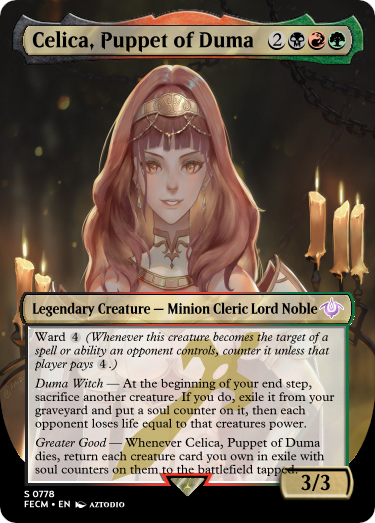 Celica, Puppet of Duma 2
Legendary Creature — Minion Cleric Lord Noble
Ward 4 (Whenever this creature becomes the target of a
spell or ability an opponent controls, counter it unless that
player pays 4.)
Duma Witch — At the beginning of your end step,
sacrifice another creature. If you do, exile it from your
graveyard and put a soul counter on it, then each
opponent loses life equal to that creatures power.
Greater Good — Whenever Celica, Puppet of Duma
dies, return each creature card you own in exile with
soul counters on them to the battlefield tapped.
3/3
S 0778
FECM • EN AZTODIO